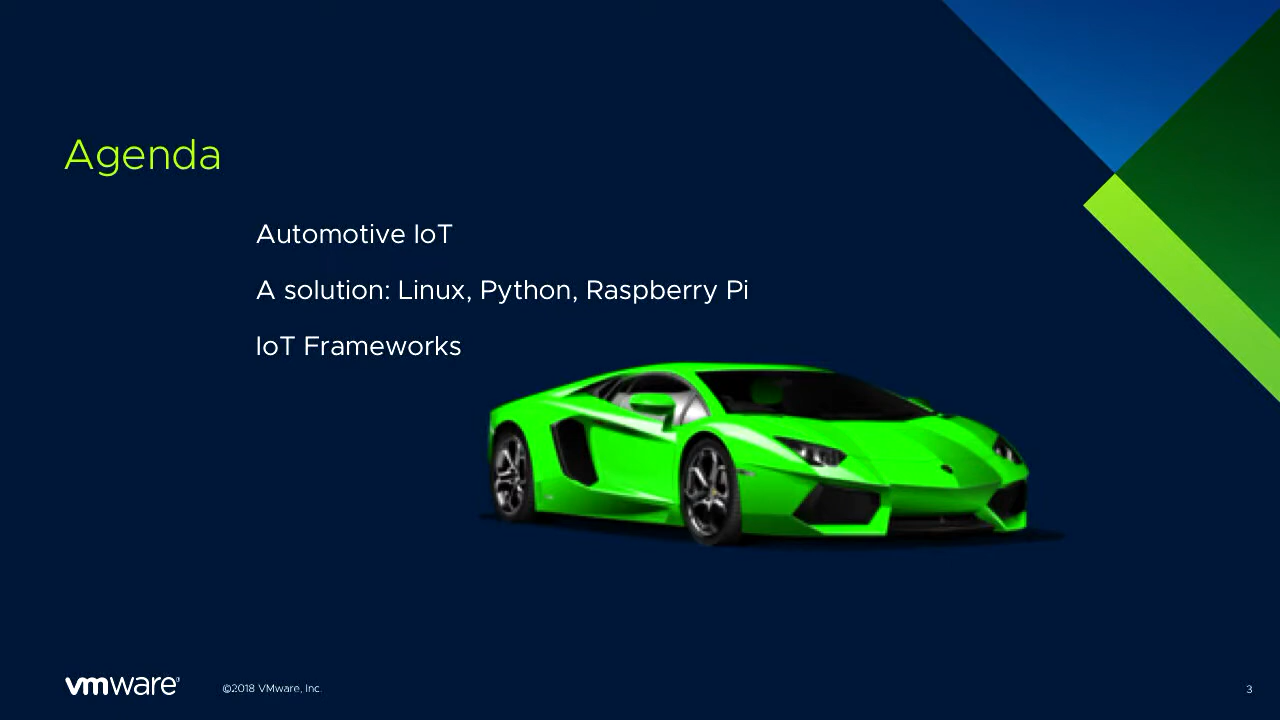 Agenda
Automotive IoT
A solution: Linux, Python, Raspberry Pi
IoT Frameworks
vmware
©2018 VMware, Inc.
3